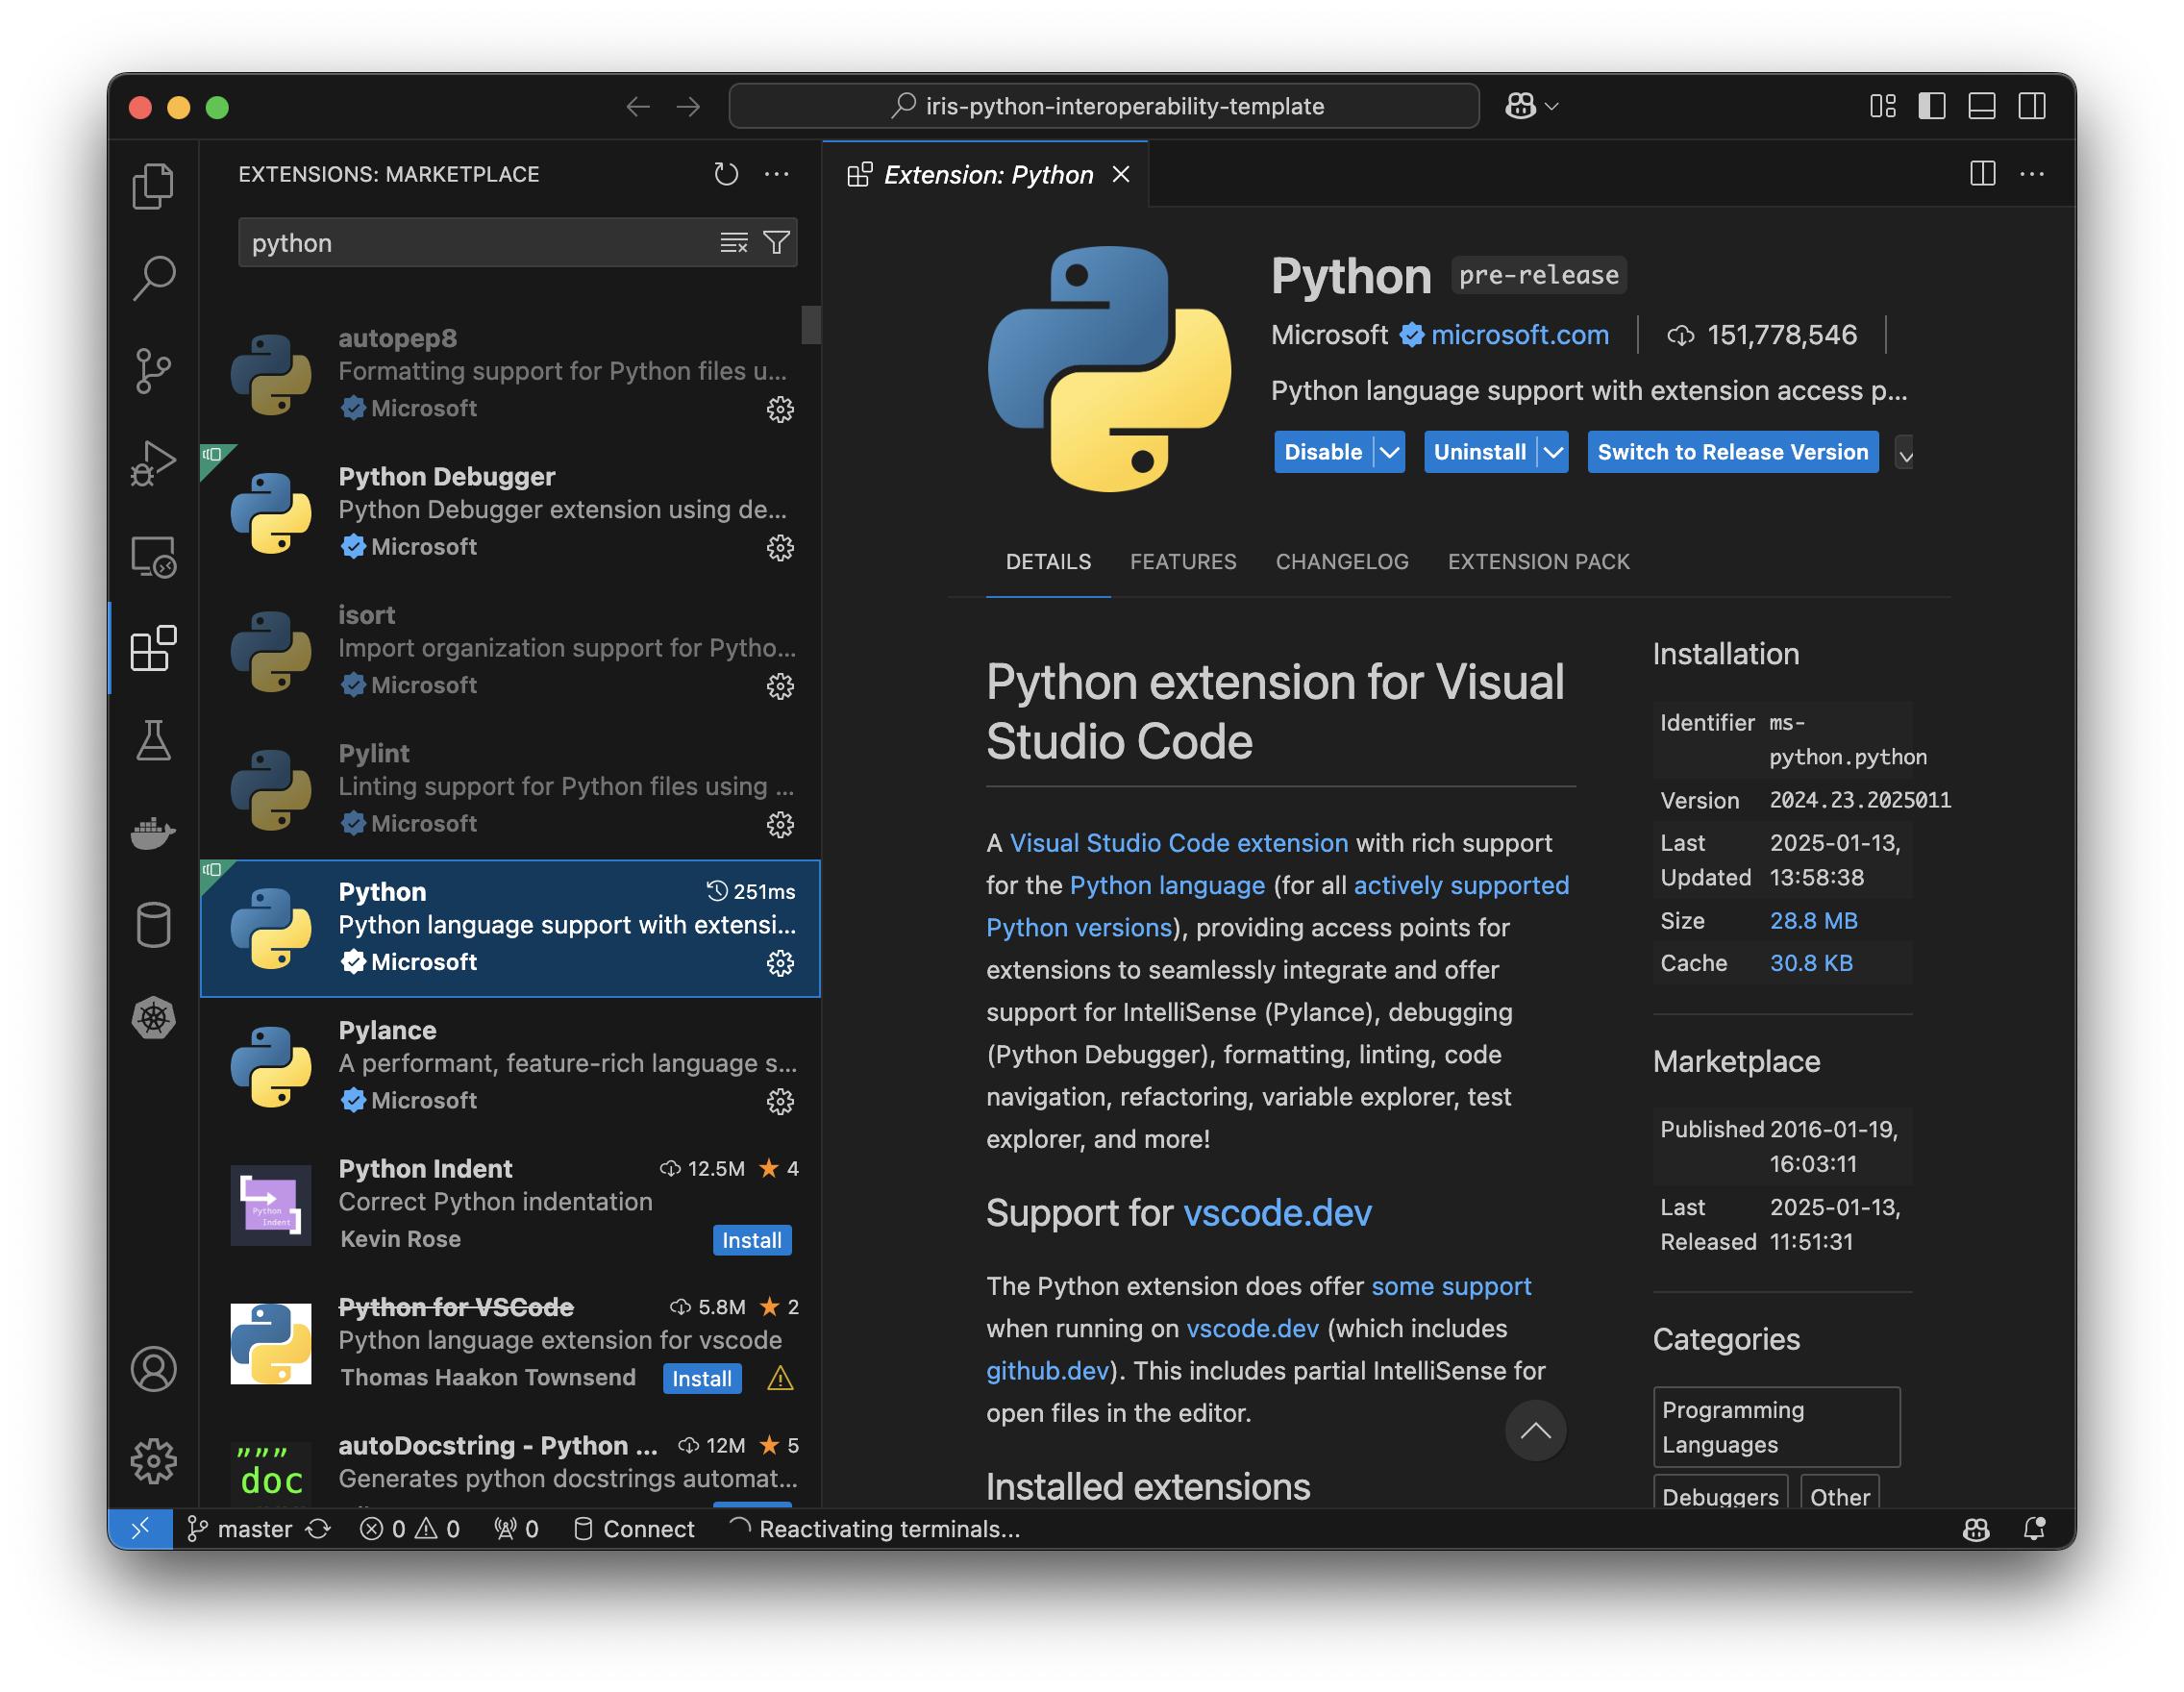 iris-python-interoperability-template
EXTENSIONS: MARKETPLACE
python
autopep8
Formatting support for Python files u...
Microsoft
Python Debugger
Python Debugger extension using de...
Microsoft
isort
Import organization support for Pytho...
Microsoft
Pylint
Linting support for Python files using ...
Microsoft
Python
251ms
Python language support with extensi...
Microsoft
Pylance
A performant, feature-rich language s...
Microsoft
Python Indent
12.5M
4
Correct Python indentation
Kevin Rose
Install
Python
Indent
Python for VSCode
5.8M
2
Python language extension for vscode
Thomas Haakon Townsend
Install
autoDocstring - Python ...
12M
5
Generates python docstrings automat...
"""
doc
Extension: Python
Python
pre-release
Microsoft
microsoft.com
151,778,546
Python language support with extension access p...
Disable
Uninstall
Switch to Release Version
DETAILS
FEATURES
CHANGELOG
EXTENSION PACK
Python extension for Visual
Studio Code
A Visual Studio Code extension with rich support
for the Python language (for all actively supported
Python versions), providing access points for
extensions to seamlessly integrate and offer
support for IntelliSense (Pylance), debugging
(Python Debugger), formatting, linting, code
navigation, refactoring, variable explorer, test
explorer, and more!
Support for vscode.dev
The Python extension does offer some support
when running on vscode.dev (which includes
github.dev). This includes partial IntelliSense for
open files in the editor.
Installed extensions
Installation
Identifier ms-
python.python
Version 2024.23.2025011
Last 2025-01-13,
Updated 13:58:38
Size 28.8 MB
Cache 30.8 KB
Marketplace
Published 2016-01-19,
16:03:11
Last 2025-01-13,
Released 11:51:31
Categories
Programming
Languages
Debuggers
Other
master
0
0
0
Connect
Reactivating terminals...